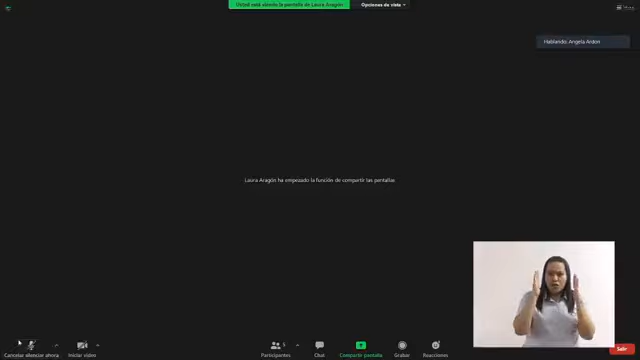 Usted está viendo la pantalla de Laura Aragón
Opciones de vista
Hablando: Angela Ardon
Laura Aragón ha empezado la función de compartir las pantallas
Cancelar silenciar ahora
Iniciar video
Participantes
Chat
Compartir pantalla
Grabar
Reacciones
Salir